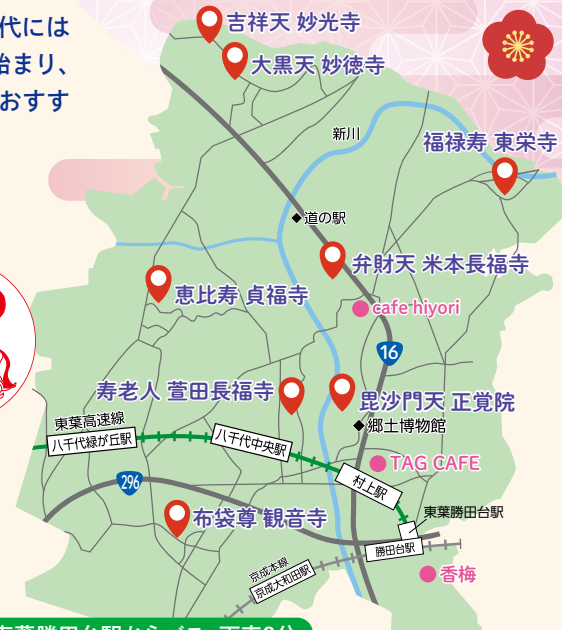 代には
始まり、
おすす
吉祥天 妙光寺
大黒天 妙徳寺
新川
福禄寿 東栄寺
道の駅
弁財天 米本長福寺
恵比寿 貞福寺
cafe hiyori
16
寿老人 萱田長福寺
毘沙門天 正覚院
東葉高速線
八千代緑が丘駅
八千代中央駅
郷土博物館
TAG CAFE
村上駅
296
布袋尊 観音寺
東葉勝田台駅
勝田台駅
京成本線
京成大和田駅
香梅